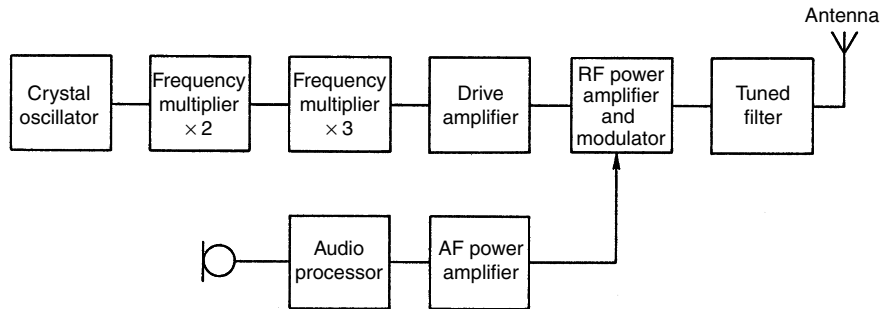 Antenna
Crystal
oscillator
Frequency
multiplier
× 2
Frequency
multiplier
× 3
Drive
amplifier
RF power
amplifier
and
modulator
Tuned
filter
Audio
processor
AF power
amplifier